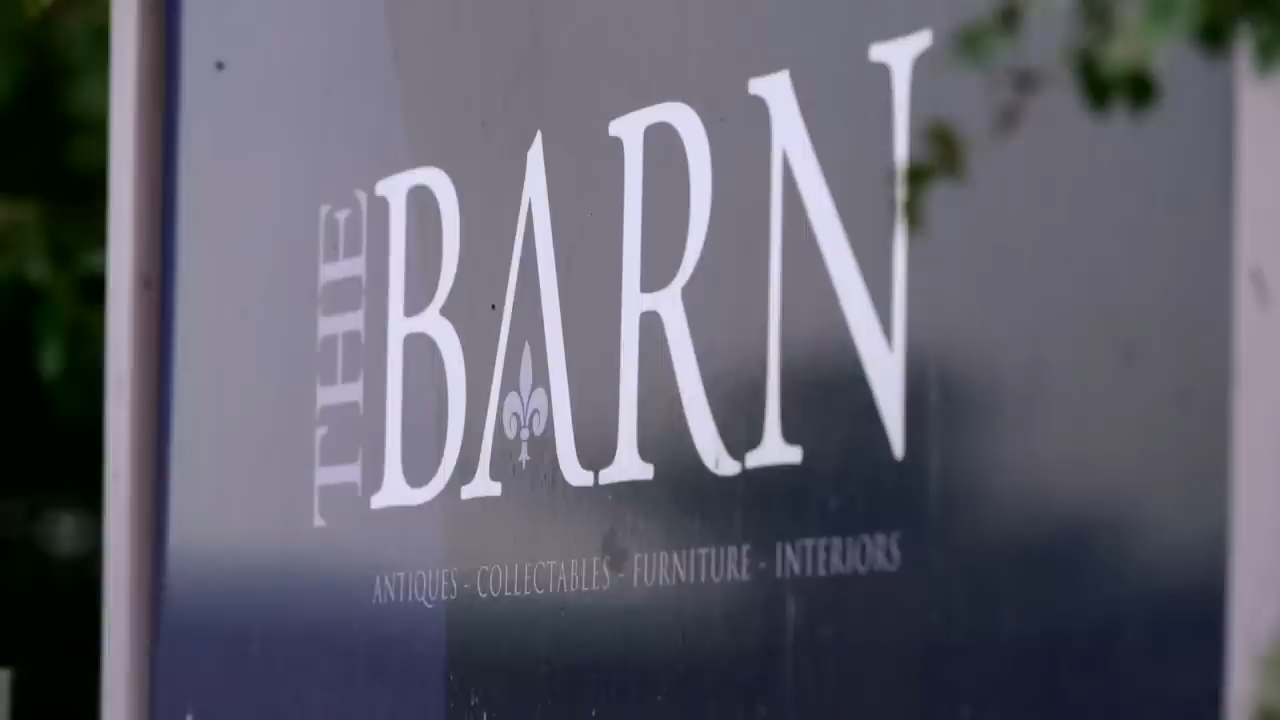 THE
BARN
ANTIQUES - COLLECTABLES - FURNITURE - INTERIORS